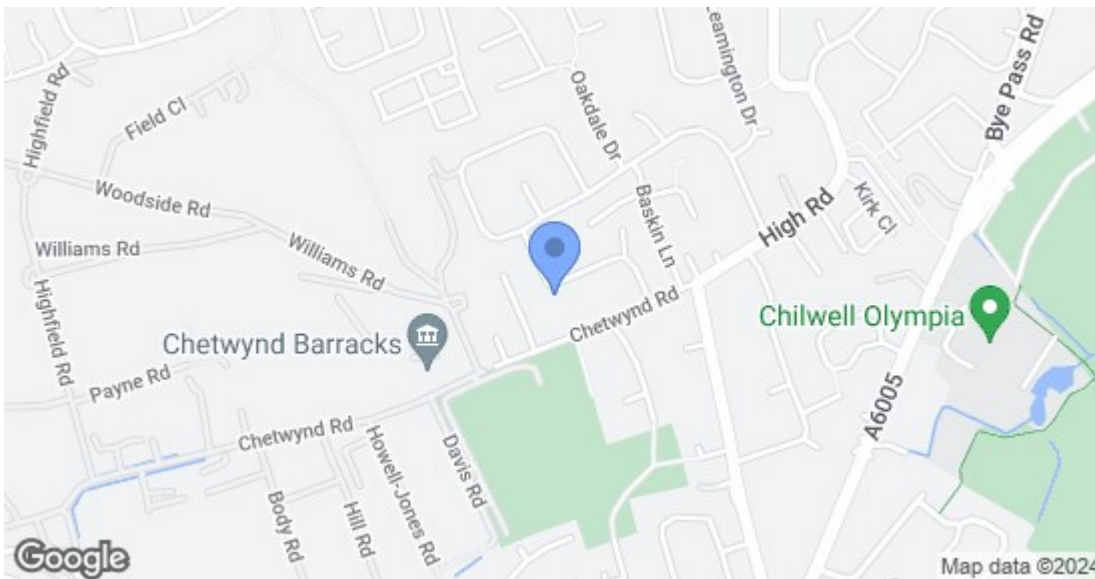 Highfield Rd
Field Cl
Woodside Rd
Williams Rd
Williams Rd
Highfield Rd
Payne Rd
Chetwynd Barracks
Chetwynd Rd
Body Rd
Hill Rd
Howell-Jones Rd
Davis Rd
Chetwynd Rd
Oakdale Dr
Baskin Ln
Leamington Dr
High Rd
Kirk Cl
Bye Pass Rd
Chilwell Olympia
A6005
Google
Map data ©2024